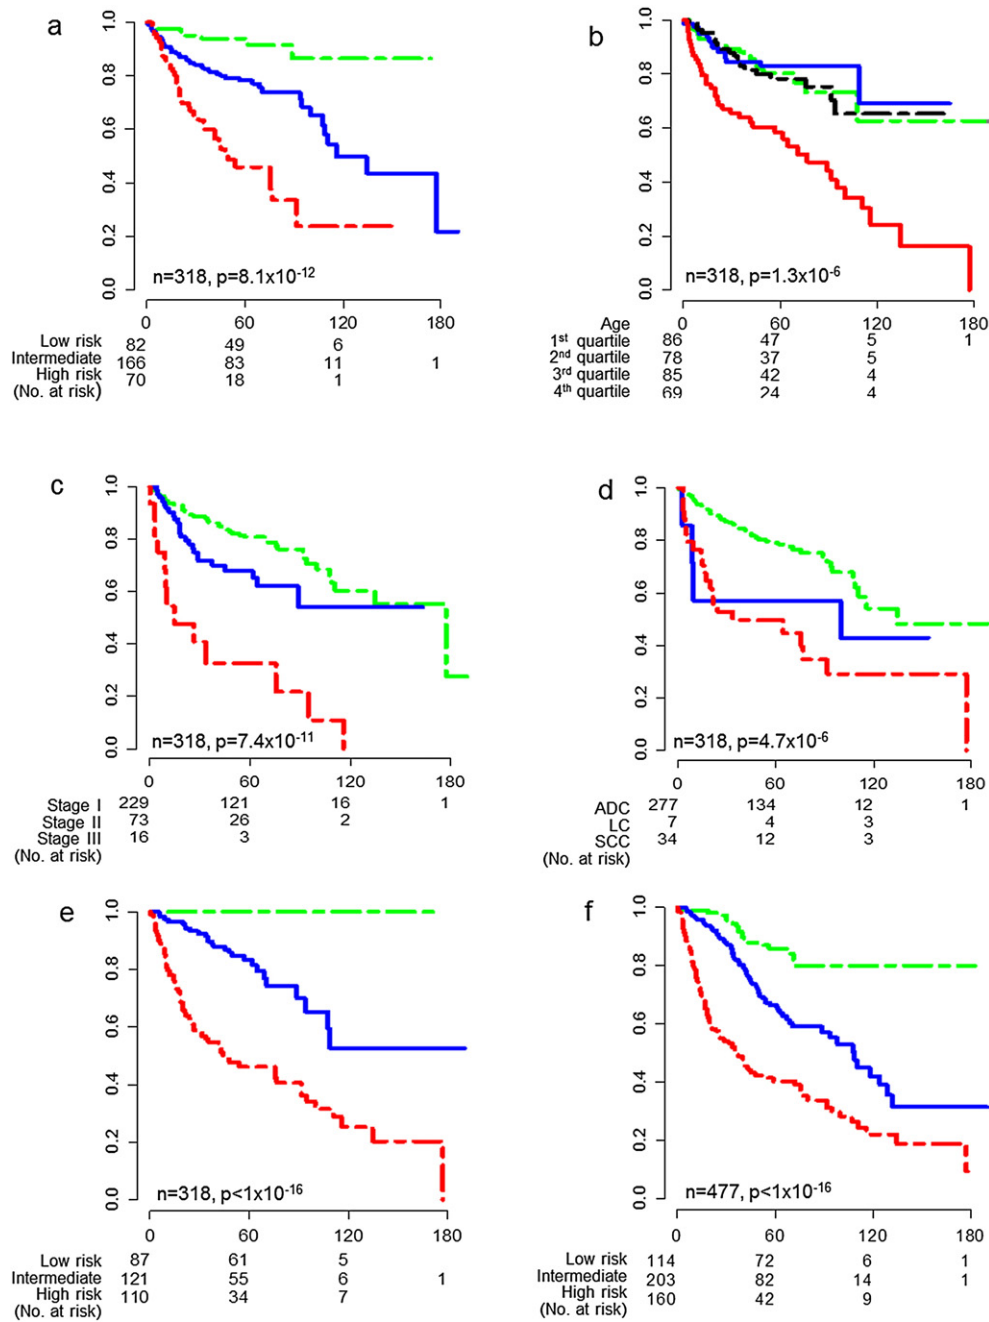 a
1.0
0.8
0.6
0.4
0.2
0.0
n=318, p=8.1x10-12
0 60 120 180
Low risk 82 49 6
Intermediate 166 83 11 1
High risk 70 18 1
(No. at risk)
b
1.0
0.8
0.6
0.4
0.2
0.0
n=318, p=1.3x10-6
0 60 120 180
Age
1st quartile 86 47 5 1
2nd quartile 78 37 5
3rd quartile 85 42 4
4th quartile 69 24 4
c
1.0
0.8
0.6
0.4
0.2
0.0
n=318, p=7.4x10-11
0 60 120 180
Stage I 229 121 16 1
Stage II 73 26 2
Stage III 16 3
(No. at risk)
d
1.0
0.8
0.6
0.4
0.2
0.0
n=318, p=4.7x10-6
0 60 120 180
ADC 277 134 12 1
LC 7 4 3
SCC 34 12 3
(No. at risk)
e
1.0
0.8
0.6
0.4
0.2
0.0
n=318, p<1x10-16
0 60 120 180
Low risk 87 61 5
Intermediate 121 55 6 1
High risk 110 34 7
(No. at risk)
f
1.0
0.8
0.6
0.4
0.2
0.0
n=477, p<1x10-16
0 60 120 180
Low risk 114 72 6 1
Intermediate 203 82 14 1
High risk 160 42 9
(No. at risk)